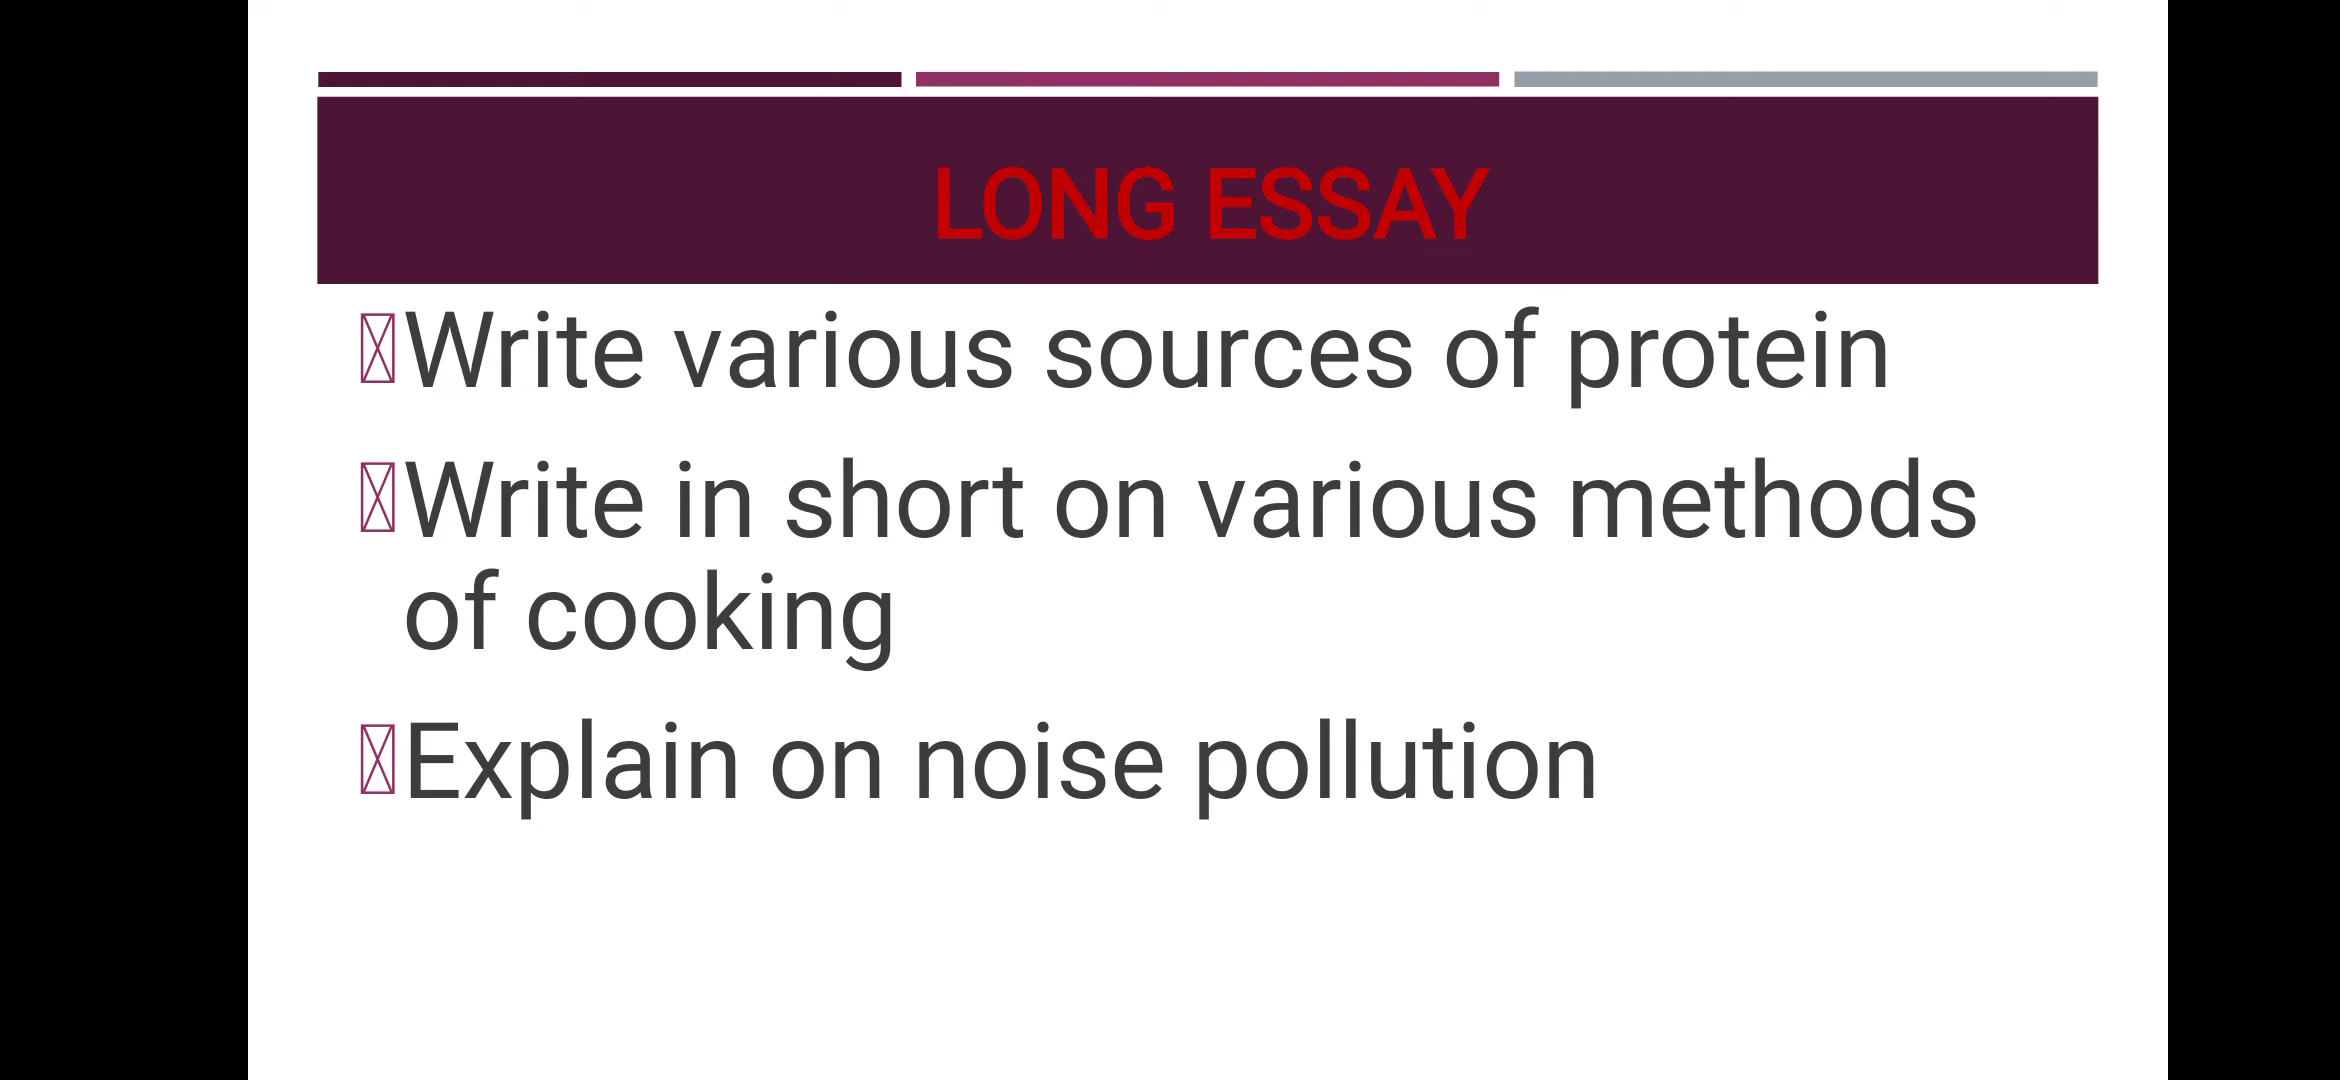 LONG ESSAY
Write various sources of protein
Write in short on various methods
of cooking
Explain on noise pollution